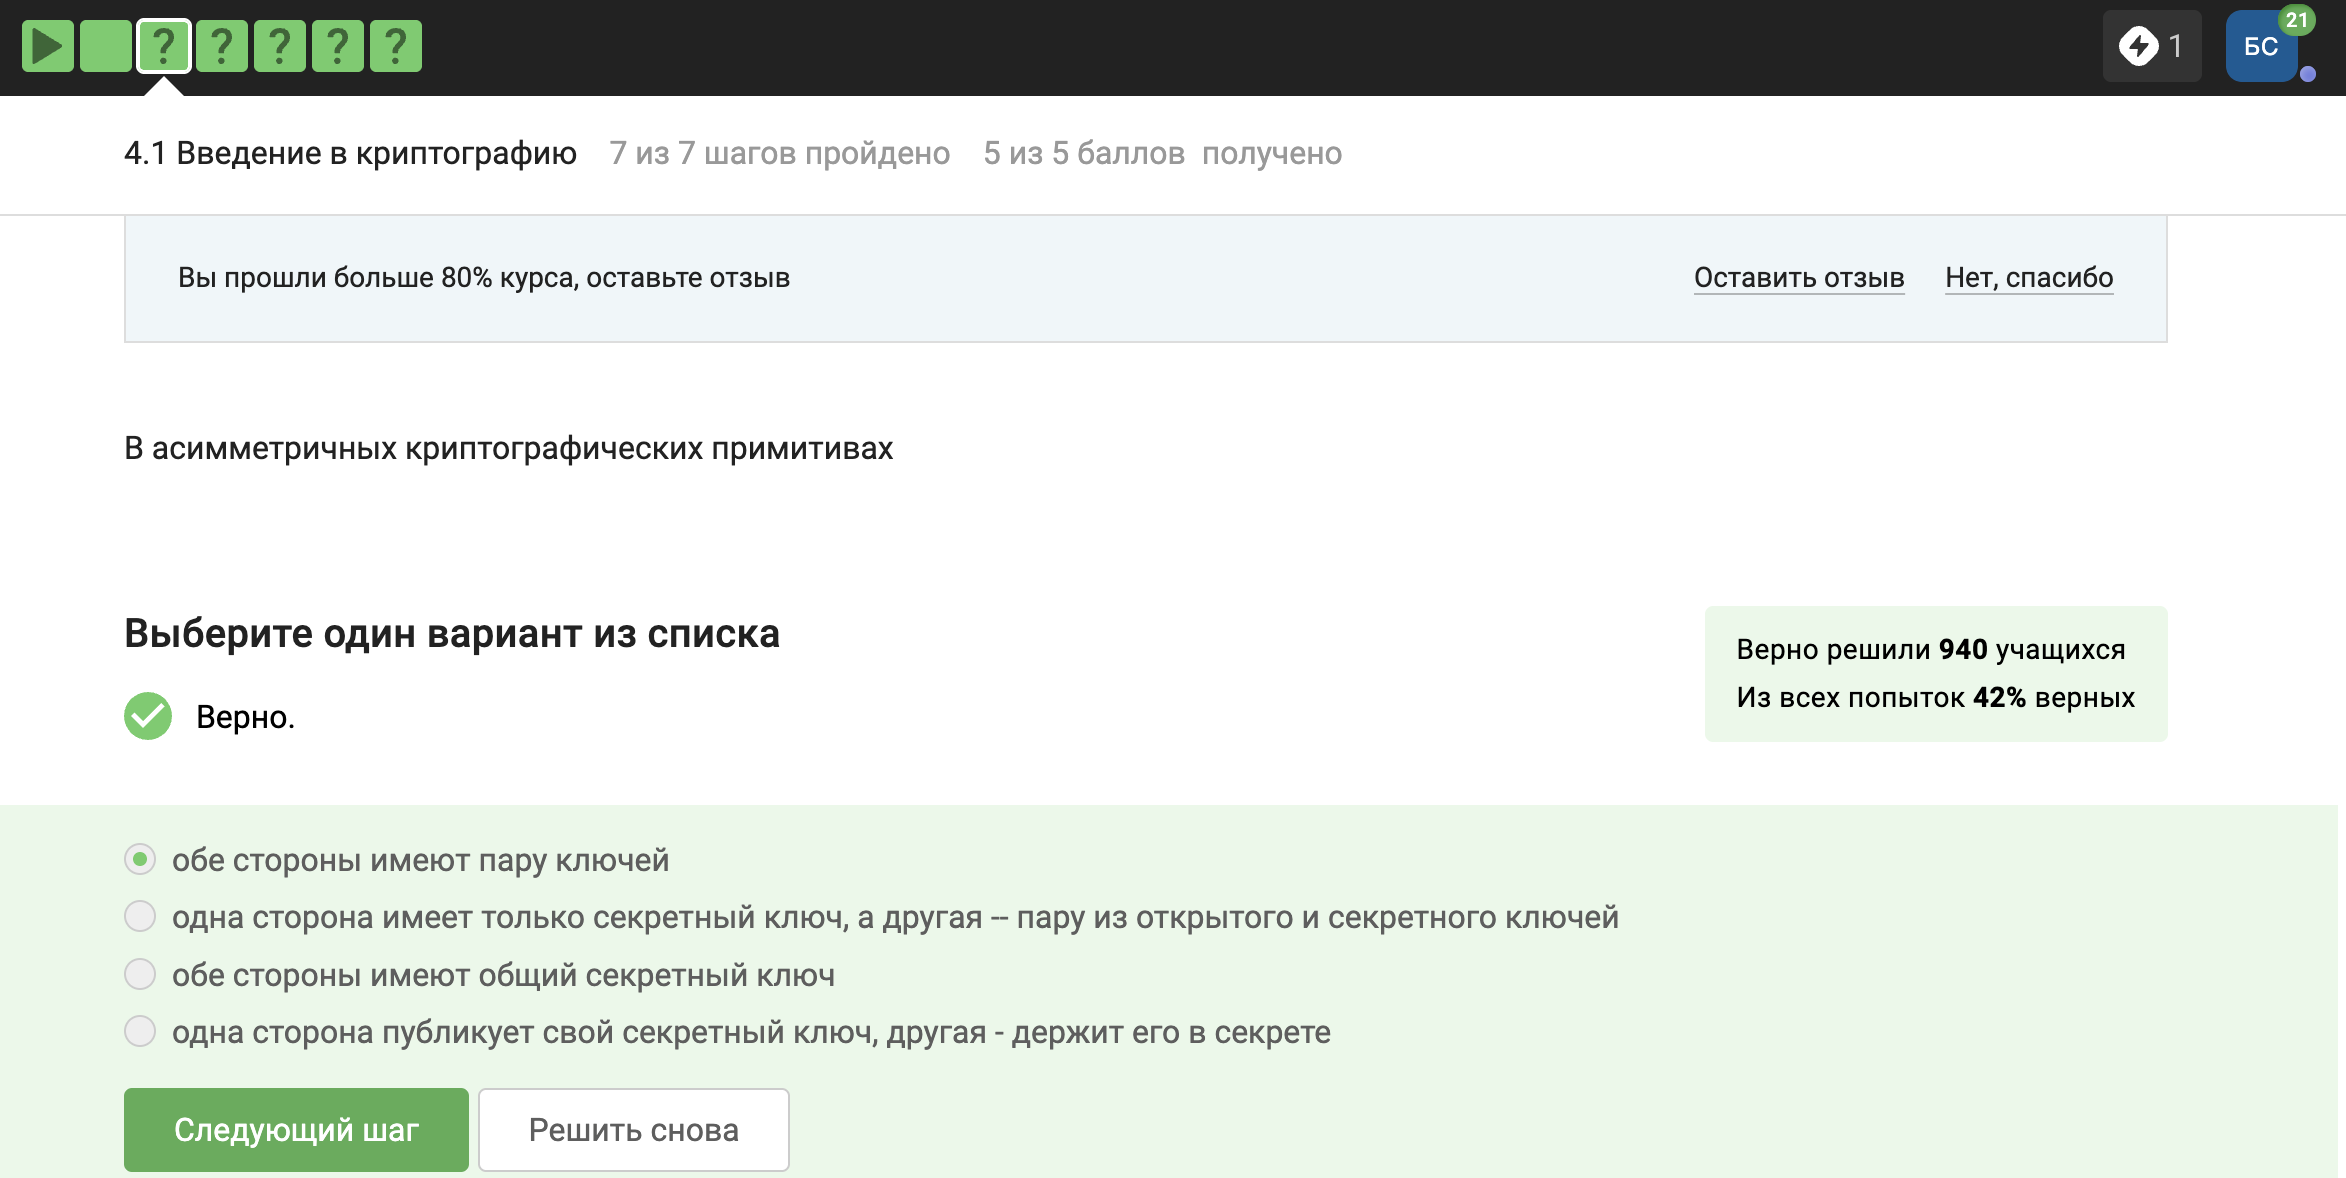 ? ? ? ? ?
1
БС
21
4.1 Введение в криптографию 7 из 7 шагов пройдено 5 из 5 баллов получено
Вы прошли больше 80% курса, оставьте отзыв
Оставить отзыв Нет, спасибо
В асимметричных криптографических примитивах
Выберите один вариант из списка
Верно.
Верно решили 940 учащихся
Из всех попыток 42% верных
обе стороны имеют пару ключей
одна сторона имеет только секретный ключ, а другая -- пару из открытого и секретного ключей
обе стороны имеют общий секретный ключ
одна сторона публикует свой секретный ключ, другая - держит его в секрете
Следующий шаг
Решить снова